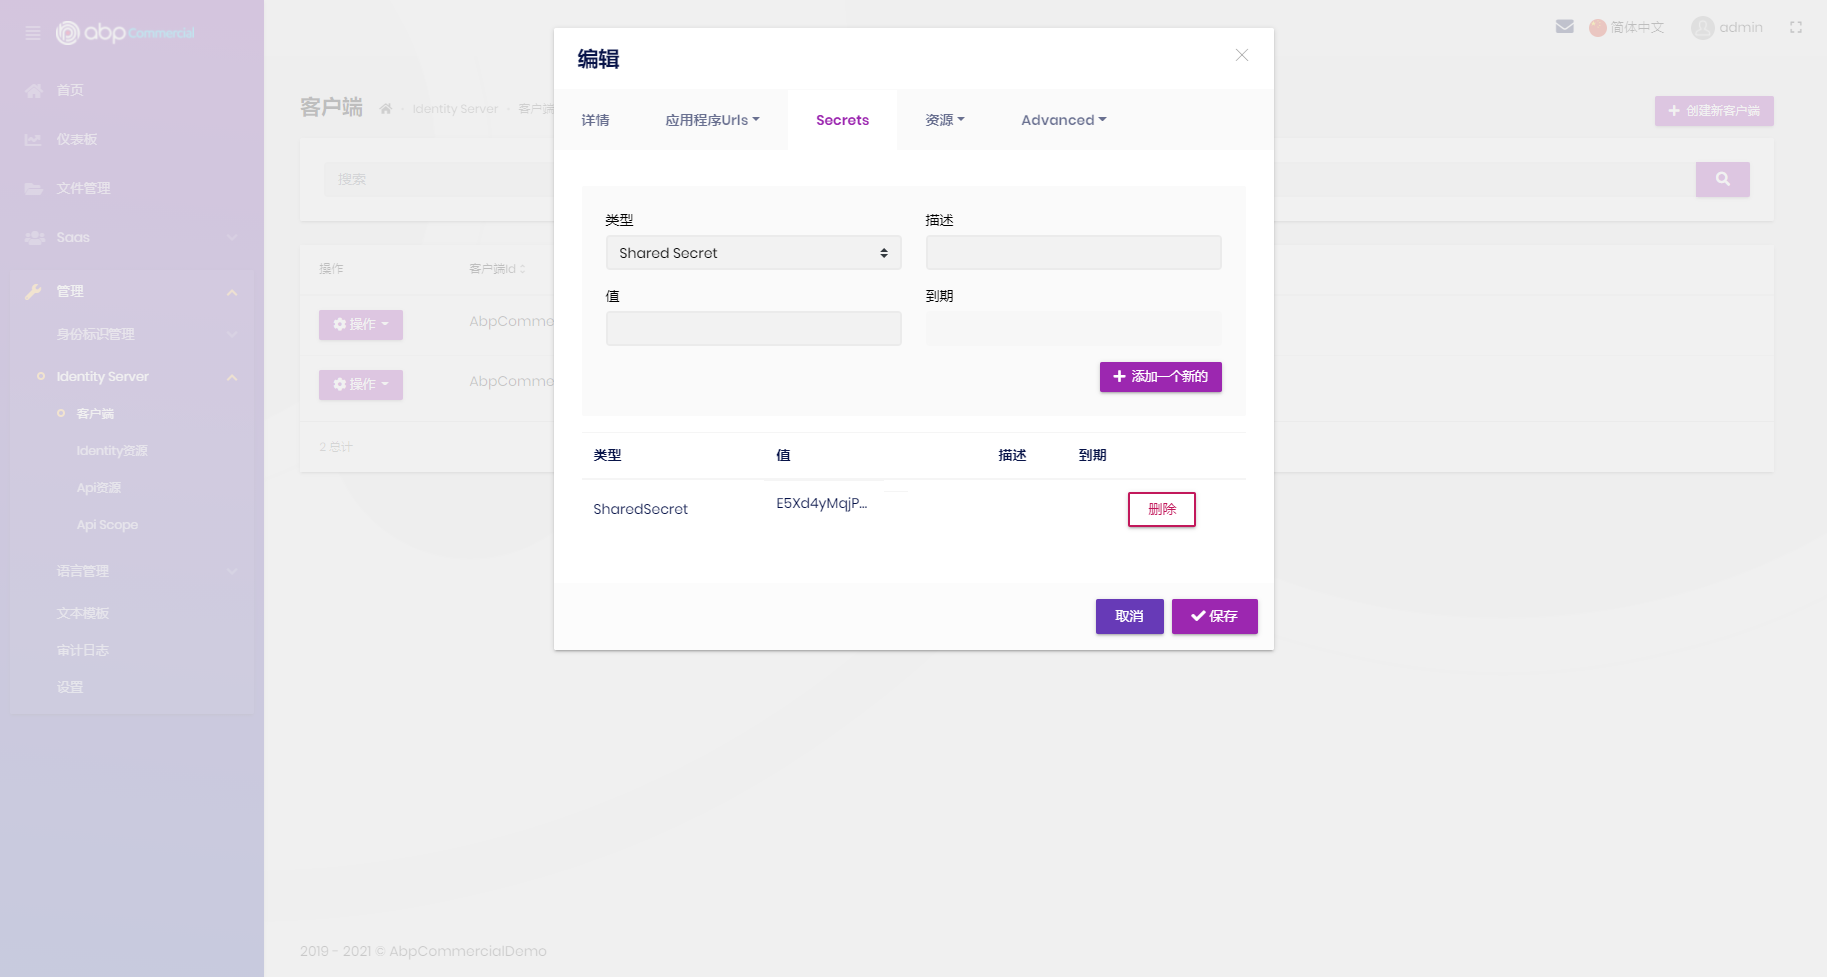 abp Commercial
首页
仪表板
文件管理
Saas
管理
身份标识管理
Identity Server
客户端
Identity资源
Api资源
Api Scope
语言管理
文本模板
审计日志
设置
简体中文
admin
客户端
Identity Server
客户端
创建新客户端
搜索
操作
客户端Id
操作
AbpComme
操作
AbpComme
2 总计
编辑
详情
应用程序Urls
Secrets
资源
Advanced
类型
描述
Shared Secret
值
到期
添加一个新的
类型 值 描述 到期
SharedSecret E5Xd4yMqjP... 删除
取消
保存
2019 - 2021 © AbpCommercialDemo